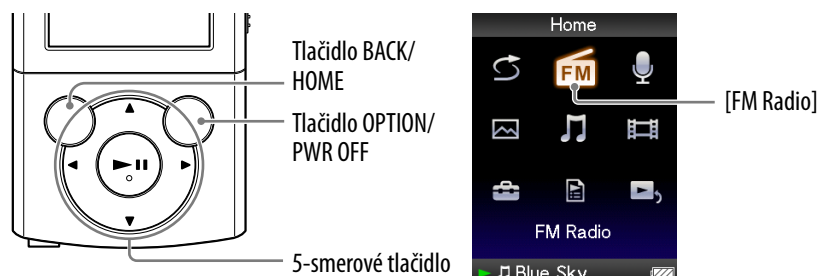 Tlačidlo BACK/
HOME
Tlačidlo OPTION/
PWR OFF
5-smerové tlačidlo
Home
FM
[FM Radio]
FM Radio
Blue Sky